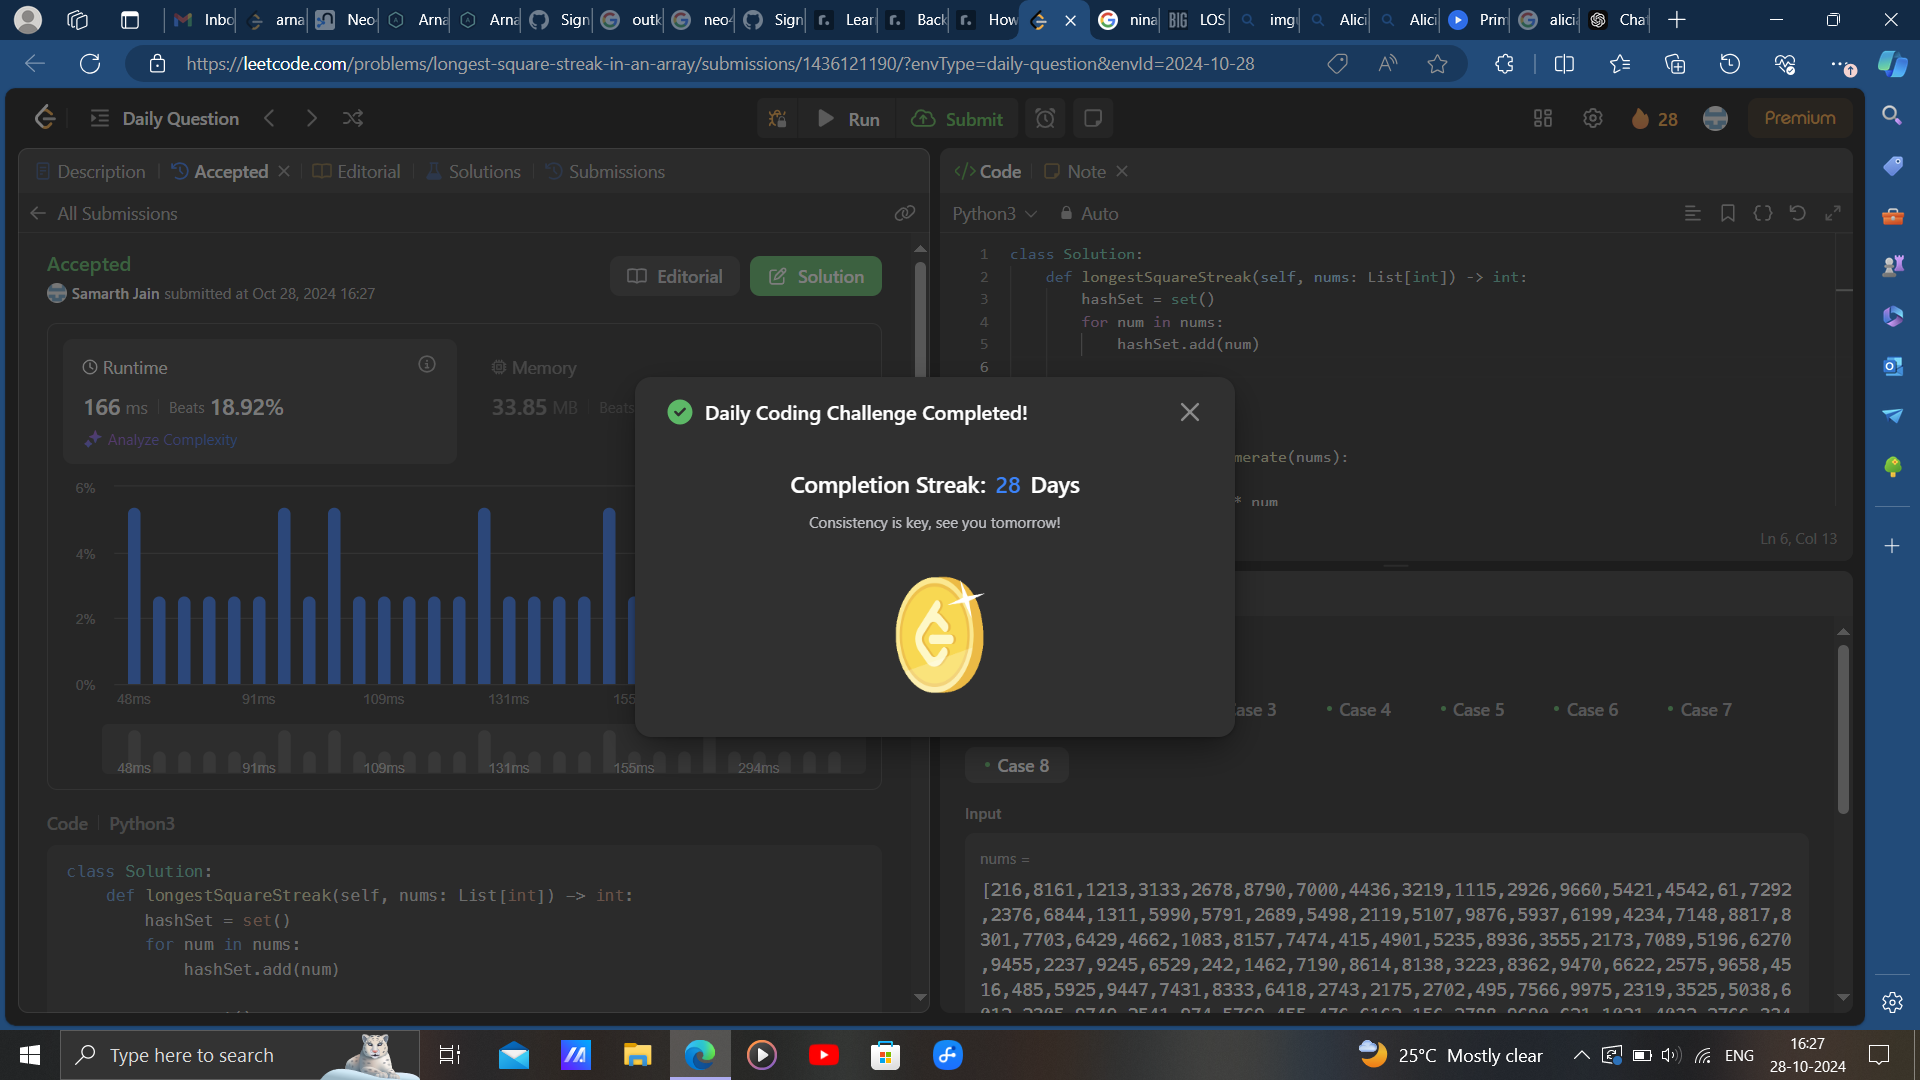 Inbo
arna
Neo
Arna
Arna
Sign
outl
neo4
Sign
Lear
Back
How
nina
LOS
imgu
Alici
Alici
Prim
alicia
Chat
https://leetcode.com/problems/longest-square-streak-in-an-array/submissions/1436121190/?envType=daily-question&envId=2024-10-28
Daily Question
Run
Submit
28
Premium
Description
Accepted
Editorial
Solutions
Submissions
All Submissions
Accepted
Samarth Jain submitted at Oct 28, 2024 16:27
Editorial
Solution
Runtime
166 ms
Beats 18.92%
Analyze Complexity
Memory
33.85 MB
Beats
6%
4%
2%
0%
48ms 91ms 109ms 131ms 155
48ms 91ms 109ms 131ms 155ms 294ms
Code
Python3
class Solution:
def longestSquareStreak(self, nums: List[int]) -> int:
hashSet = set()
for num in nums:
hashSet.add(num)
Daily Coding Challenge Completed!
Completion Streak: 28 Days
Consistency is key, see you tomorrow!
Code
Note
Python3
Auto
1 class Solution:
2 def longestSquareStreak(self, nums: List[int]) -> int:
3 hashSet = set()
4 for num in nums:
5 hashSet.add(num)
6
merate(nums):
* num
Ln 6, Col 13
ase 3
Case 4
Case 5
Case 6
Case 7
Case 8
Input
nums =
[216,8161,1213,3133,2678,8790,7000,4436,3219,1115,2926,9660,5421,4542,61,7292
,2376,6844,1311,5990,5791,2689,5498,2119,5107,9876,5937,6199,4234,7148,8817,8
301,7703,6429,4662,1083,8157,7474,415,4901,5235,8936,3555,2173,7089,5196,6270
,9455,2237,9245,6529,242,1462,7190,8614,8138,3223,8362,9470,6622,2575,9658,45
16,485,5925,9447,7431,8333,6418,2743,2175,2702,495,7566,9975,2319,3525,5038,6
Type here to search
25°C Mostly clear
ENG
16:27
28-10-2024